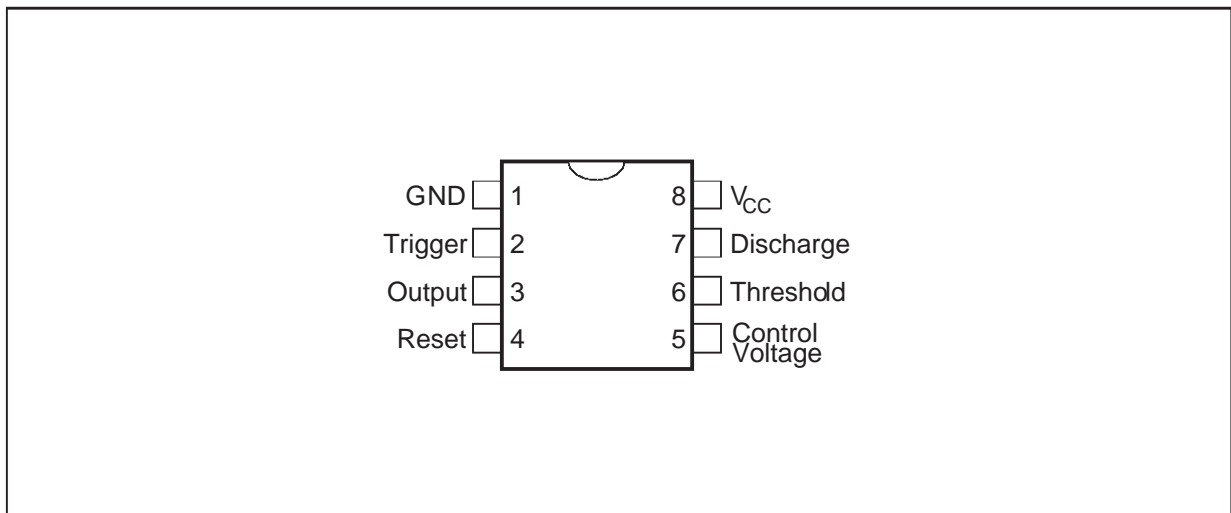 GND 1 8 VCC
Trigger 2 7 Discharge
Output 3 6 Threshold
Reset 4 5 Control
Voltage